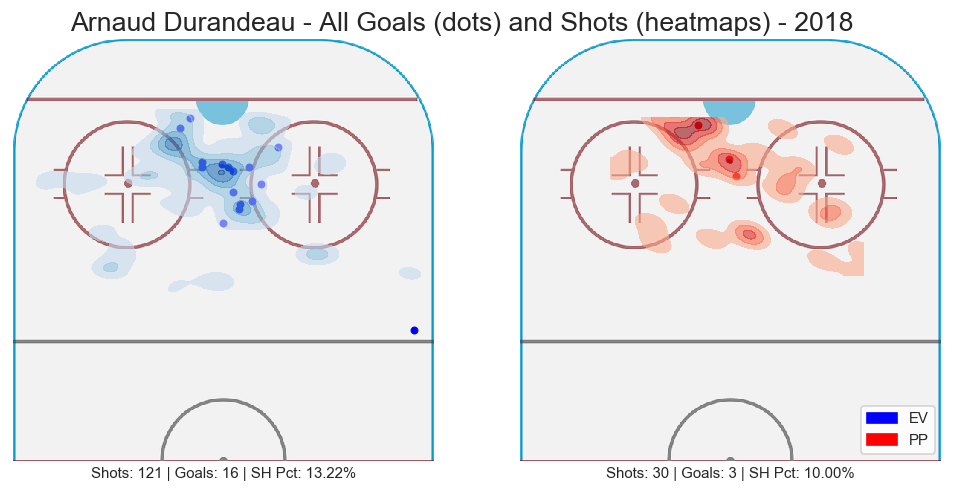 Arnaud Durandeau - All Goals (dots) and Shots (heatmaps) - 2018
EV
PP
Shots: 121 | Goals: 16 | SH Pct: 13.22%
Shots: 30 | Goals: 3 | SH Pct: 10.00%